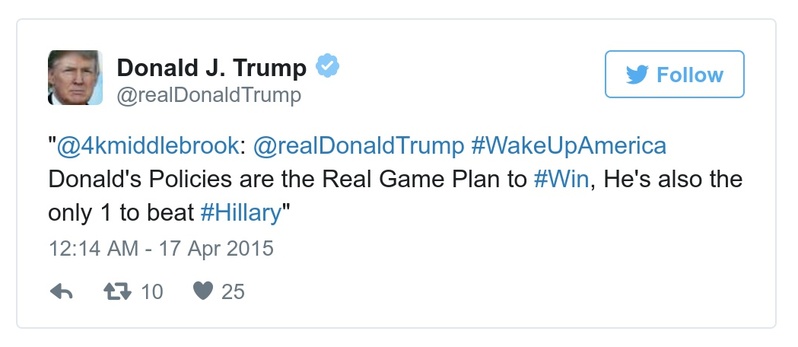 Donald J. Trump
@realDonaldTrump
Follow
"@4kmiddlebrook: @realDonaldTrump #WakeUpAmerica
Donald's Policies are the Real Game Plan to #Win, He's also the
only 1 to beat #Hillary"
12:14 AM - 17 Apr 2015
10 25